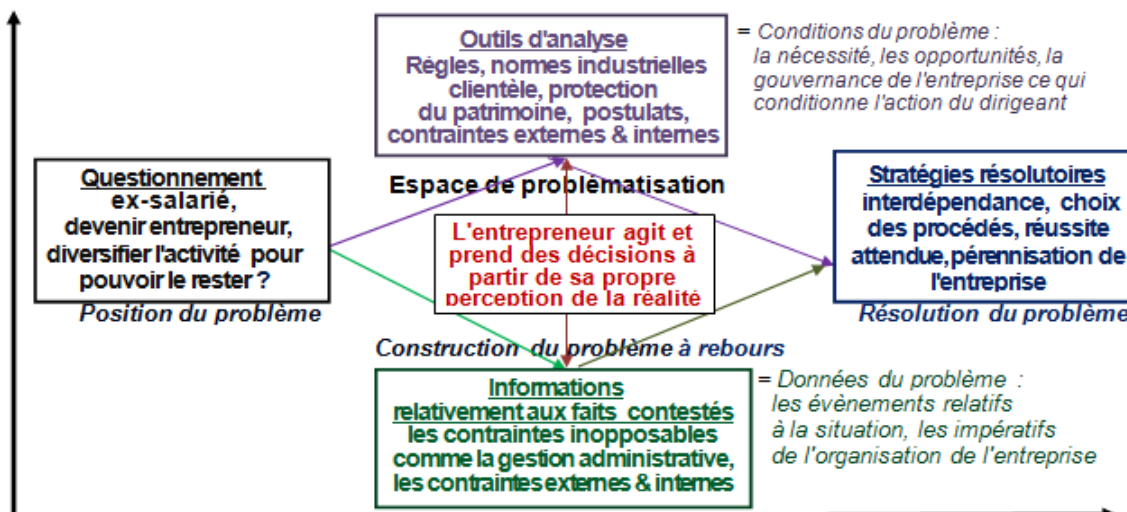 Outils d'analyse
Règles, normes industrielles
clientèle, protection
du patrimoine, postulats,
contraintes externes & internes
= Conditions du problème :
la nécessité, les opportunités, la
gouvernance de l'entreprise ce qui
conditionne l'action du dirigeant
Questionnement
ex-salarié,
devenir entrepreneur,
diversifier l'activité pour
pouvoir le rester ?
Position du problème
Espace de problématisation
L'entrepreneur agit et
prend des décisions à
partir de sa propre
perception de la réalité
Stratégies résolutoires
interdépendance, choix
des procédés, réussite
attendue, pérennisation de
l'entreprise
Résolution du problème
Construction du problème à rebours
Informations
relativement aux faits contestés
les contraintes inopposables
comme la gestion administrative,
les contraintes externes & internes
= Données du problème :
les évènements relatifs
à la situation, les impératifs
de l'organisation de l'entreprise